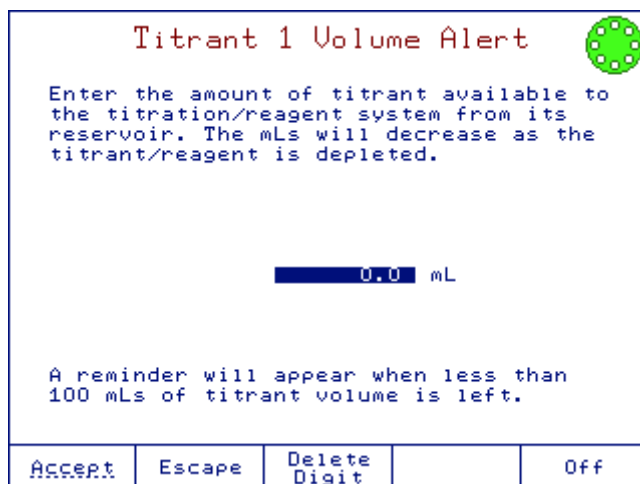 Titrant 1 Volume Alert
Enter the amount of titrant available to
the titration/reagent system from its
reservoir. The mLs will decrease as the
titrant/reagent is depleted.
0.0 mL
A reminder will appear when less than
100 mLs of titrant volume is left.
Accept Escape Delete Digit Off